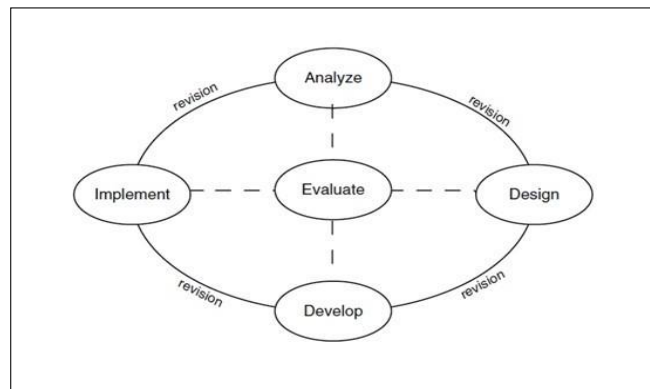 Analyze
revision
revision
Implement
Evaluate
Design
revision
revision
Develop